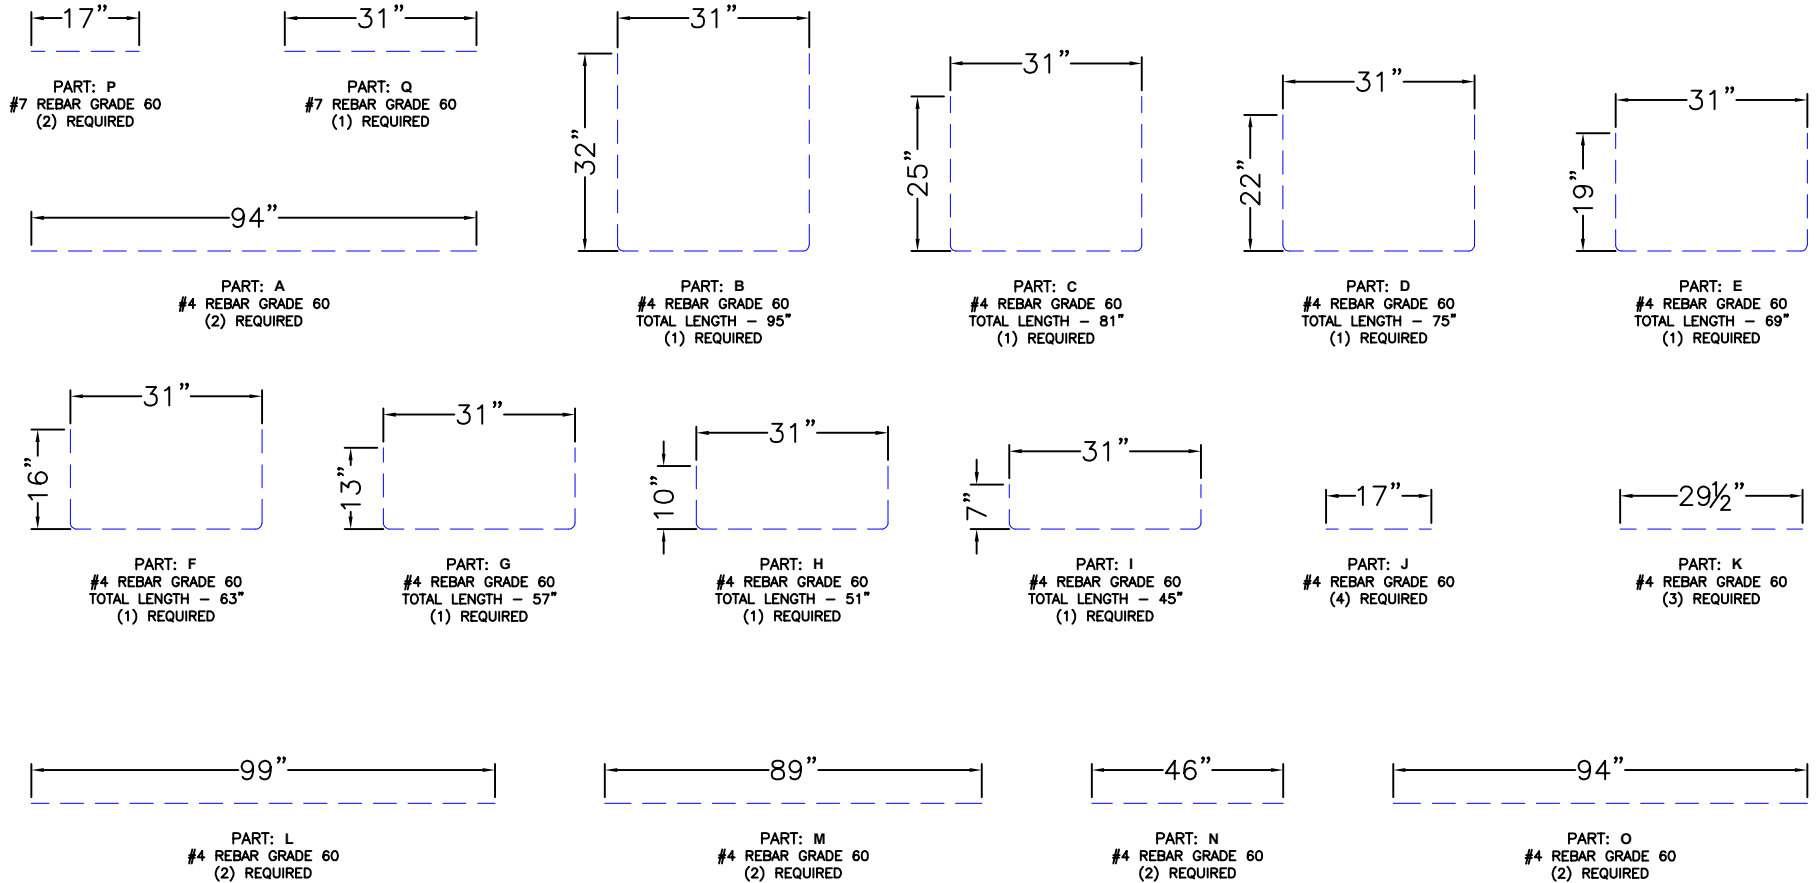 17”
PART: P
#7 REBAR GRADE 60
(2) REQUIRED
31”
PART: Q
#7 REBAR GRADE 60
(1) REQUIRED
94”
PART: A
#4 REBAR GRADE 60
(2) REQUIRED
31”
32”
PART: B
#4 REBAR GRADE 60
TOTAL LENGTH – 95”
(1) REQUIRED
31”
25”
PART: C
#4 REBAR GRADE 60
TOTAL LENGTH – 81”
(1) REQUIRED
31”
22”
PART: D
#4 REBAR GRADE 60
TOTAL LENGTH – 75”
(1) REQUIRED
31”
19”
PART: E
#4 REBAR GRADE 60
TOTAL LENGTH – 69”
(1) REQUIRED
31”
16”
PART: F
#4 REBAR GRADE 60
TOTAL LENGTH – 63”
(1) REQUIRED
31”
13”
PART: G
#4 REBAR GRADE 60
TOTAL LENGTH – 57”
(1) REQUIRED
31”
10”
PART: H
#4 REBAR GRADE 60
TOTAL LENGTH – 51”
(1) REQUIRED
31”
7”
PART: I
#4 REBAR GRADE 60
TOTAL LENGTH – 45”
(1) REQUIRED
17”
PART: J
#4 REBAR GRADE 60
(4) REQUIRED
29½”
PART: K
#4 REBAR GRADE 60
(3) REQUIRED
99”
PART: L
#4 REBAR GRADE 60
(2) REQUIRED
89”
PART: M
#4 REBAR GRADE 60
(2) REQUIRED
46”
PART: N
#4 REBAR GRADE 60
(2) REQUIRED
94”
PART: O
#4 REBAR GRADE 60
(2) REQUIRED